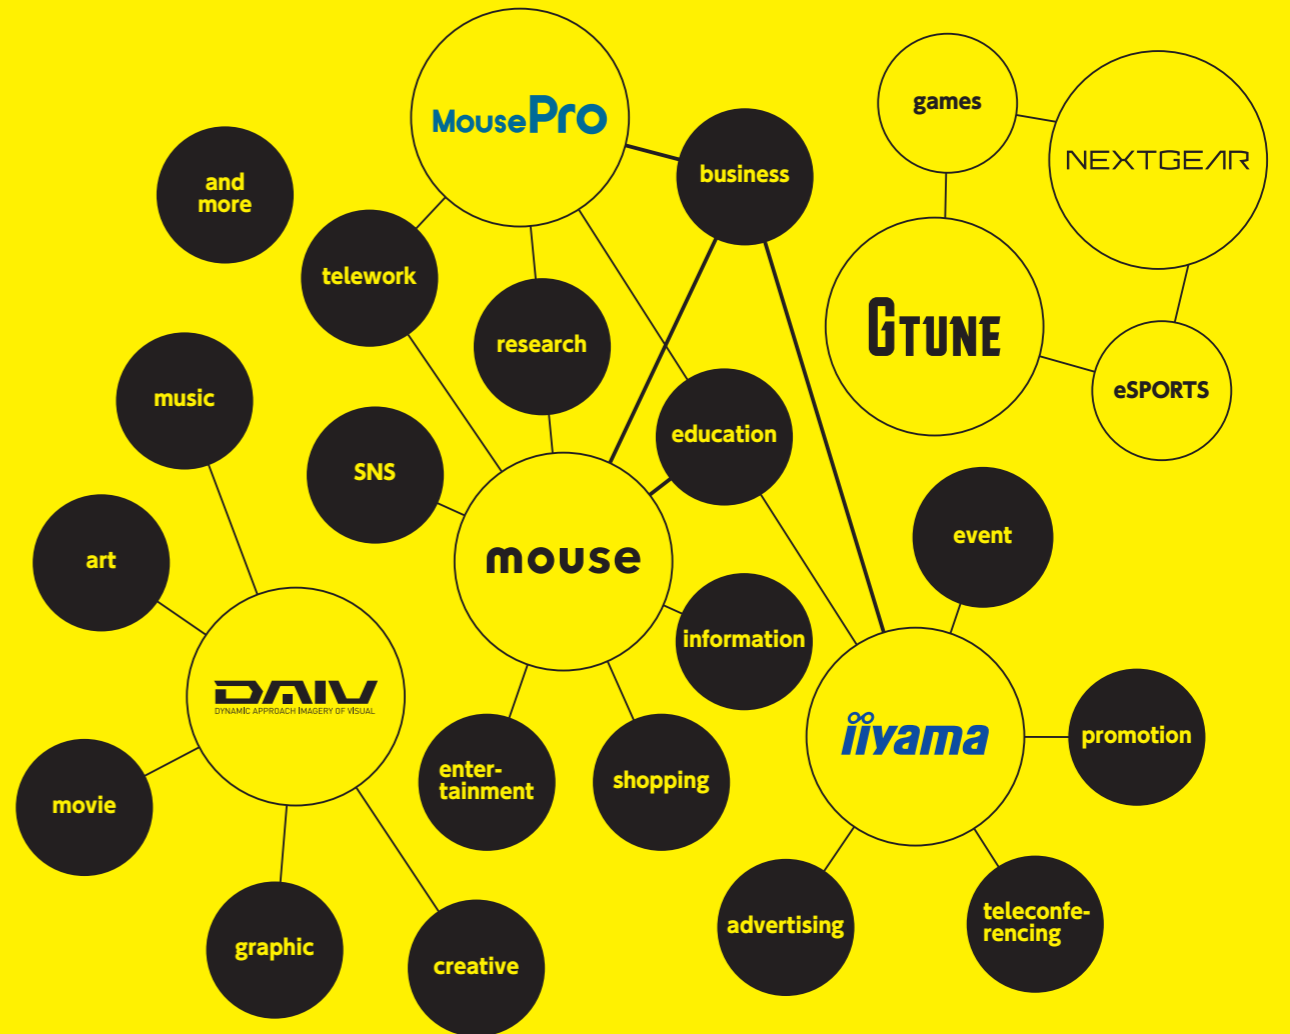 MousePro
games
NEXTGEAR
business
and
more
telework
research
GTUNE
eSPORTS
music
education
SNS
event
art
mouse
information
DAIV
DYNAMIC APPROACH IMAGERY OF VISUAL
iiyama
promotion
movie
enter-
tainment
shopping
advertising
teleconfe-
rencing
graphic
creative